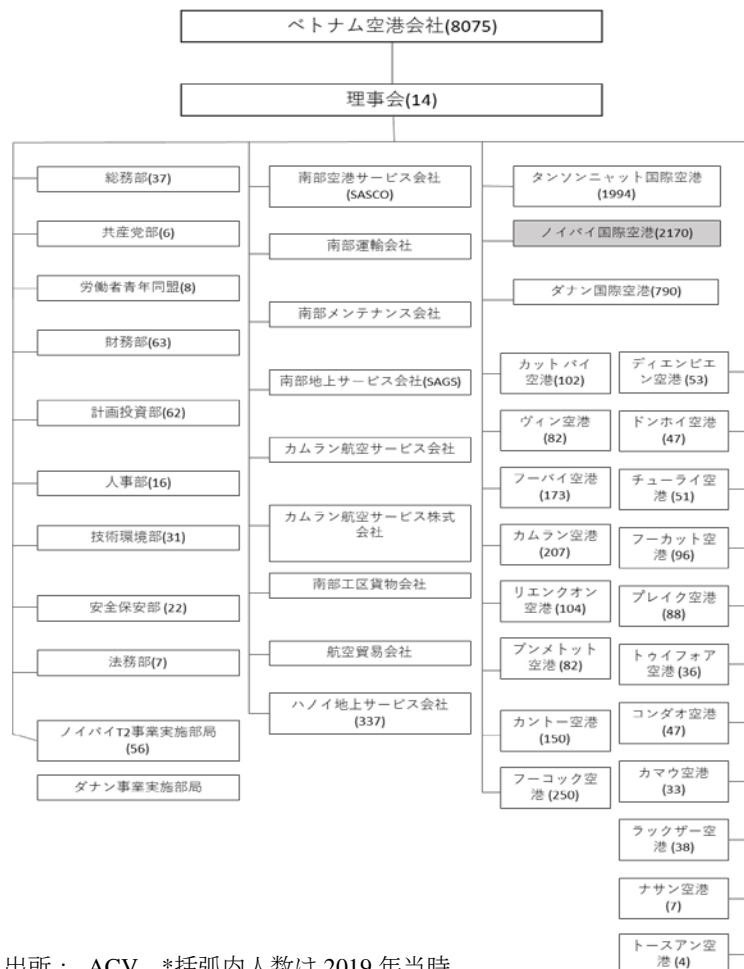 ベトナム空港会社(8075)
理事会(14)
総務部(37)
共産党部(6)
労働者青年同盟(8)
財務部(63)
計画投資部(62)
人事部(16)
技術環境部(31)
安全保安部(22)
法務部(7)
ノイバイT2事業実施部局
(56)
ダナン事業実施部局
南部空港サービス会社
(SASCO)
南部運輸会社
南部メンテナンス会社
南部地上サービス会社(SAGS)
カムラン航空サービス会社
カムラン航空サービス株式
会社
南部工区貨物会社
航空貿易会社
ハノイ地上サービス会社
(337)
タンソンニャット国際空港
(1994)
ノイバイ国際空港(2170)
ダナン国際空港(790)
カット バイ
空港(102)
ヴィン空港
(82)
フーバイ空港
(173)
カムラン空港
(207)
リエンクオン
空港(104)
ブンメトット
空港(82)
カントー空港
(150)
フーコック空
港(250)
ディエンビエ
ン空港(53)
ドンホイ空港
(47)
チューライ空
港(51)
フーカット空
港(96)
プレイク空港
(88)
トゥイフォア
空港(36)
コンダオ空港
(47)
カマウ空港
(33)
ラックザー空
港(38)
ナサン空港
(7)
トースアン空
港(4)
出所： ACV *括弧内人数は 2019 年当時